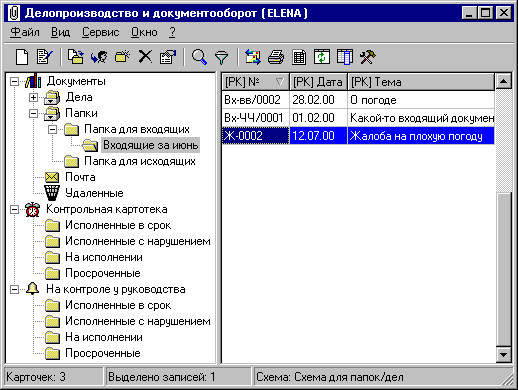 Делопроизводство и документооборот (ELENA)
Файл Вид Сервис Окно ?
Документы
Дела
Папки
Папка для входящих
Входящие за июнь
Папка для исходящих
Почта
Удаленные
Контрольная картотека
Исполненные в срок
Исполненные с нарушением
На исполнении
Просроченные
На контроле у руководства
Исполненные в срок
Исполненные с нарушением
На исполнении
Просроченные
[РК] № [РК] Дата [РК] Тема
Вх-вв/0002 28.02.00 О погоде
Вх-ЧЧ/0001 01.02.00 Какой-то входящий докумен
Ж-0002 12.07.00 Жалоба на плохую погоду
Карточек: 3 Выделено записей: 1 Схема: Схема для папок/дел